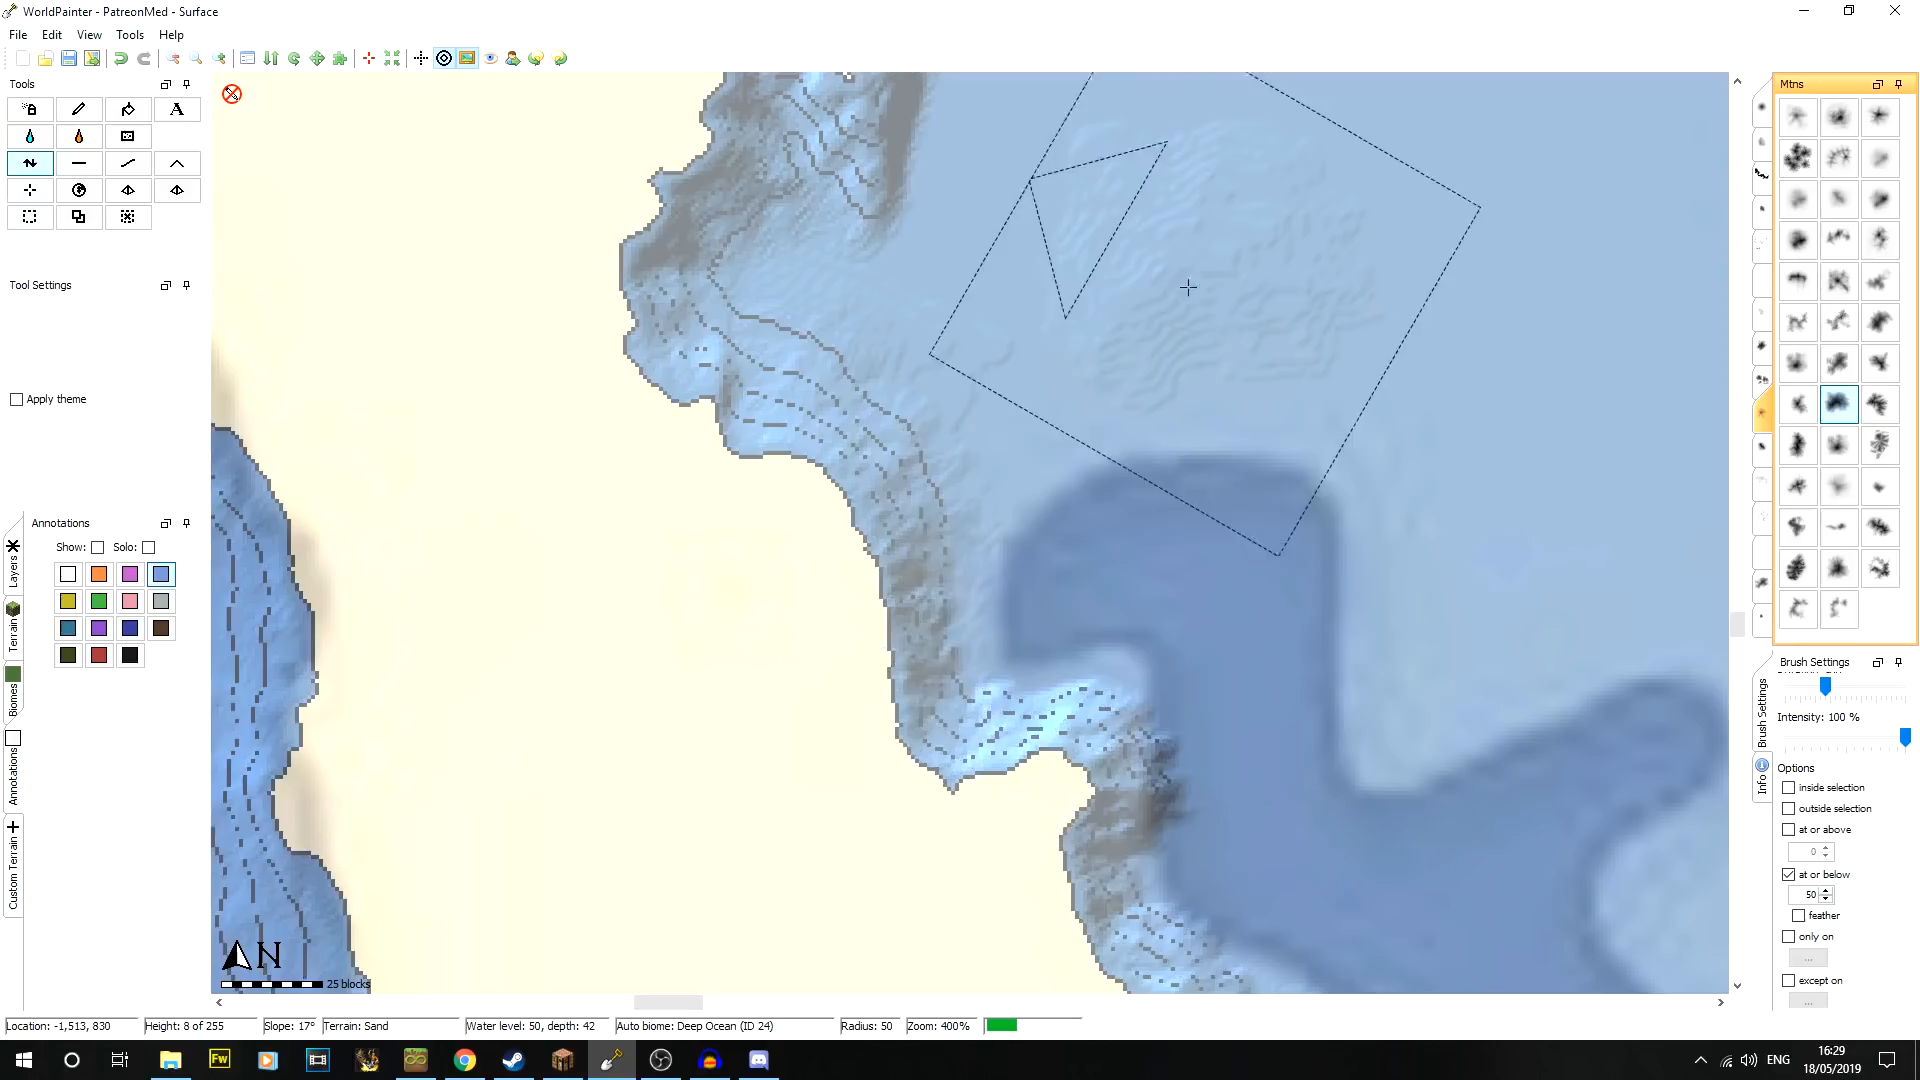 WorldPainter - PatreonMed - Surface
File Edit View Tools Help
Tools
A
Tool Settings
Apply theme
Annotations
Show: Solo:
Layers
Terrain
Biomes
Annotations
Custom Terrain
N
25 blocks
Mtns
Brush Settings
Brush Settings
Info
Intensity: 100 %
Options
inside selection
outside selection
at or above
0
at or below
50
feather
only on
...
except on
...
Location: -1,513, 830 Height: 8 of 255 Slope: 17° Terrain: Sand Water level: 50, depth: 42 Auto biome: Deep Ocean (ID 24) Radius: 50 Zoom: 400%
Fw
ENG
16:29
18/05/2019